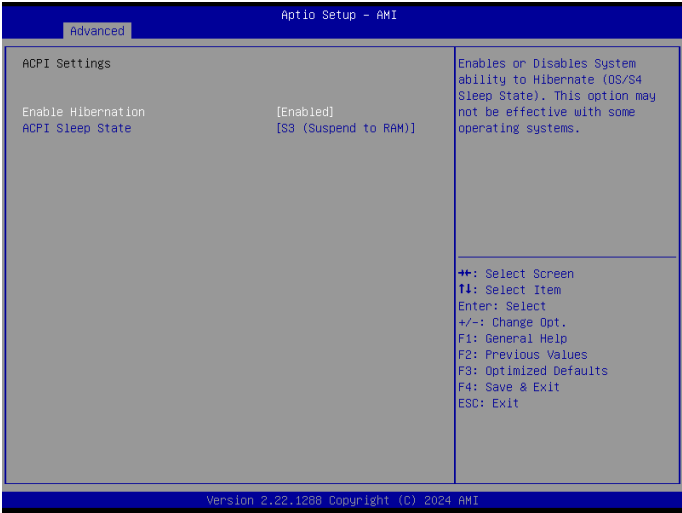 Aptio Setup – AMI
Advanced
ACPI Settings
Enable Hibernation [Enabled]
ACPI Sleep State [S3 (Suspend to RAM)]
Enables or Disables System
ability to Hibernate (OS/S4
Sleep State). This option may
not be effective with some
operating systems.
→←: Select Screen
↑↓: Select Item
Enter: Select
+/-: Change Opt.
F1: General Help
F2: Previous Values
F3: Optimized Defaults
F4: Save & Exit
ESC: Exit
Version 2.22.1288 Copyright (C) 2024 AMI